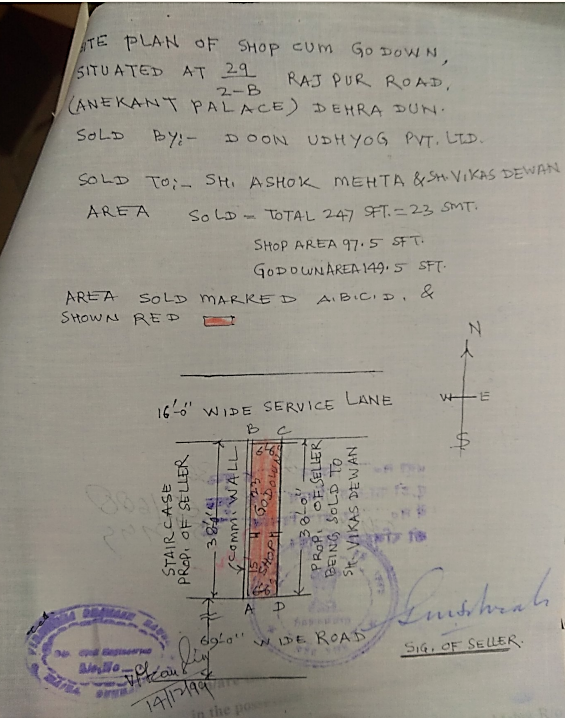 SITE PLAN OF SHOP CUM GODOWN,
SITUATED AT 29/2-B RAJPUR ROAD,
(ANEKANT PALACE) DEHRA DUN.
SOLD BY:- DOON UDHYOG PVT. LTD.
SOLD TO:- SH. ASHOK MEHTA & SH. VIKAS DEWAN
AREA SOLD = TOTAL 247 SFT. = 23 SMT.
SHOP AREA 97.5 SFT.
GODOWN AREA 149.5 SFT.
AREA SOLD MARKED A.B.C.D. &
SHOWN RED
N
W E
S
16'-0" WIDE SERVICE LANE
B C
6'-6"
STAIRCASE
PROP. OF SELLER
38'-0"
COMM. WALL
SHOP GODOWN
38'-0"
PROP. OF SELLER
BEING SOLD TO
SH. VIKAS DEWAN
A D
WIDE ROAD
SIG. OF SELLER.
14/12/99